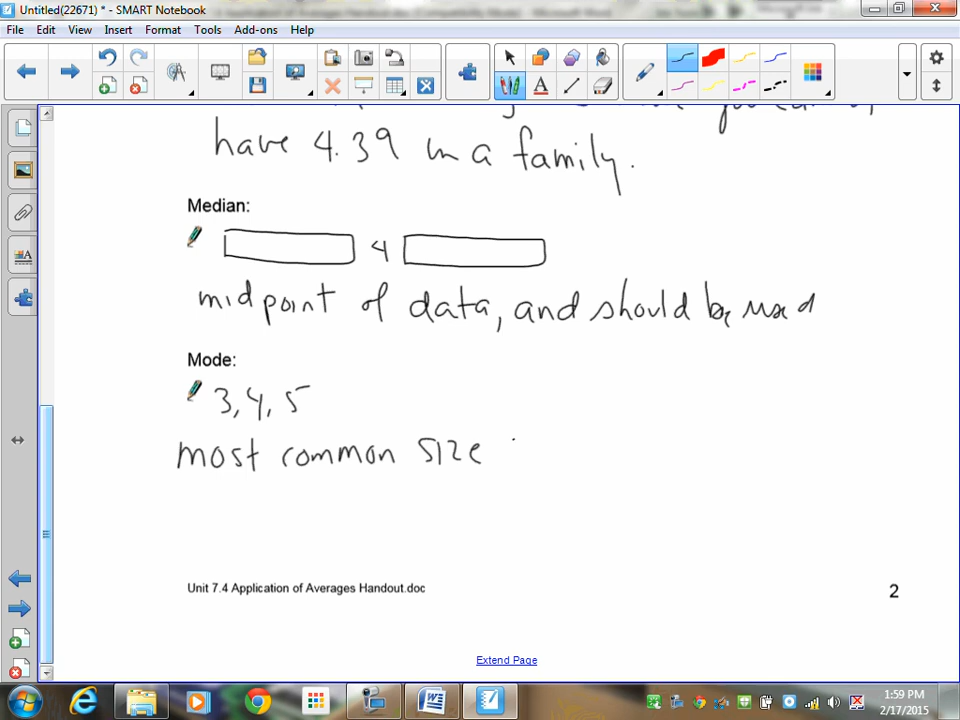 Untitled(22671) * - SMART Notebook
File Edit View Insert Format Tools Add-ons Help
have 4.39 in a family.
Median:
4
midpoint of data, and should be used
Mode:
3, 4, 5
most common size
Unit 7.4 Application of Averages Handout.doc
2
Extend Page
1:59 PM
2/17/2015